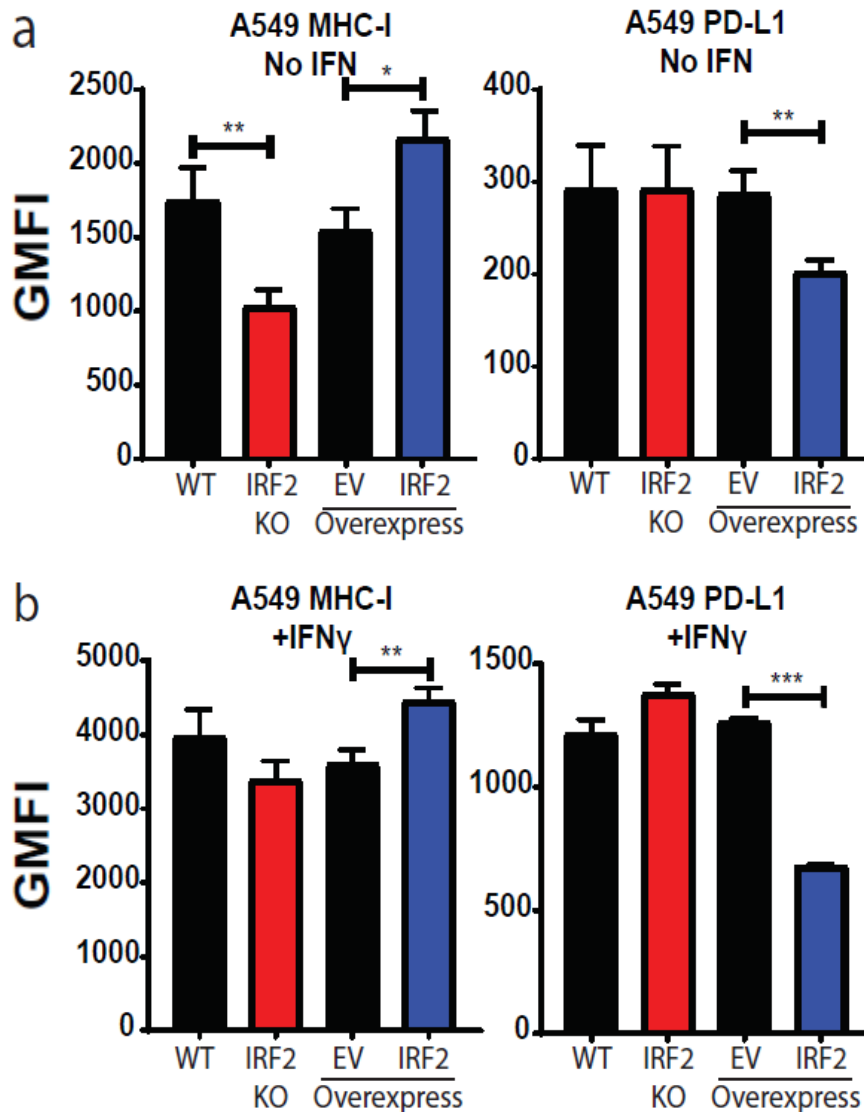 a
A549 MHC-I
No IFN
GMFI
2500
2000
1500
1000
500
0
**
*
WT
IRF2
KO
EV
IRF2
Overexpress
A549 PD-L1
No IFN
400
300
200
100
0
**
WT
IRF2
KO
EV
IRF2
Overexpress
b
A549 MHC-I
+IFNγ
GMFI
5000
4000
3000
2000
1000
0
**
WT
IRF2
KO
EV
IRF2
Overexpress
A549 PD-L1
+IFNγ
1500
1000
500
0
***
WT
IRF2
KO
EV
IRF2
Overexpress